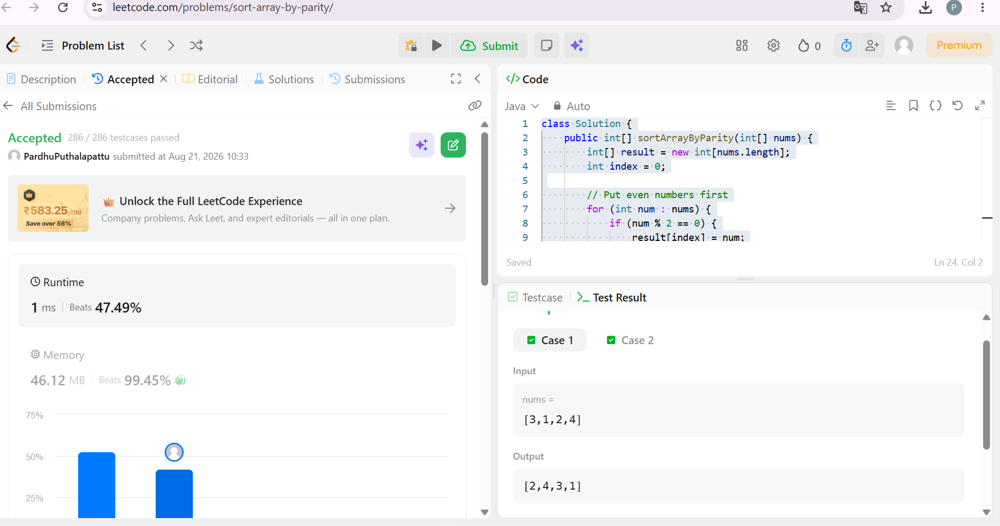 leetcode.com/problems/sort-array-by-parity/
P
Problem List
Submit
0
Premium
Description
Accepted
Editorial
Solutions
Submissions
All Submissions
Accepted 286 / 286 testcases passed
PardhuPuthalapattu submitted at Aug 21, 2026 10:33
₹583.25/mo
Save over 56%
Unlock the Full LeetCode Experience
Company problems, Ask Leet, and expert editorials — all in one plan.
Runtime
1 ms Beats 47.49%
Memory
46.12 MB Beats 99.45%
75%
50%
25%
</> Code
Java Auto
1 class Solution {
2 public int[] sortArrayByParity(int[] nums) {
3 int[] result = new int[nums.length];
4 int index = 0;
5
6 // Put even numbers first
7 for (int num : nums) {
8 if (num % 2 == 0) {
9 result[index] = num;
Saved
Ln 24, Col 2
Testcase
Test Result
Case 1
Case 2
Input
nums =
[3,1,2,4]
Output
[2,4,3,1]